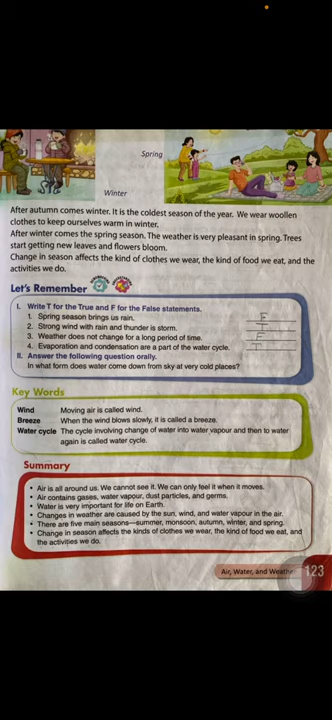 Spring
Winter
After autumn comes winter. It is the coldest season of the year. We wear woollen
clothes to keep ourselves warm in winter.
After winter comes the spring season. The weather is very pleasant in spring. Trees
start getting new leaves and flowers bloom.
Change in season affects the kind of clothes we wear, the kind of food we eat, and the
activities we do.
Let's Remember
I. Write T for the True and F for the False statements.
1. Spring season brings us rain. F
2. Strong wind with rain and thunder is storm. T
3. Weather does not change for a long period of time. F
4. Evaporation and condensation are a part of the water cycle. T
II. Answer the following question orally.
In what form does water come down from sky at very cold places?
Key Words
Wind Moving air is called wind.
Breeze When the wind blows slowly, it is called a breeze.
Water cycle The cycle involving change of water into water vapour and then to water
again is called water cycle.
Summary
• Air is all around us. We cannot see it. We can only feel it when it moves.
• Air contains gases, water vapour, dust particles, and germs.
• Water is very important for life on Earth.
• Changes in weather are caused by the sun, wind, and water vapour in the air.
• There are five main seasons—summer, monsoon, autumn, winter, and spring.
• Change in season affects the kinds of clothes we wear, the kind of food we eat, and
the activities we do.
Air, Water, and Weather 123